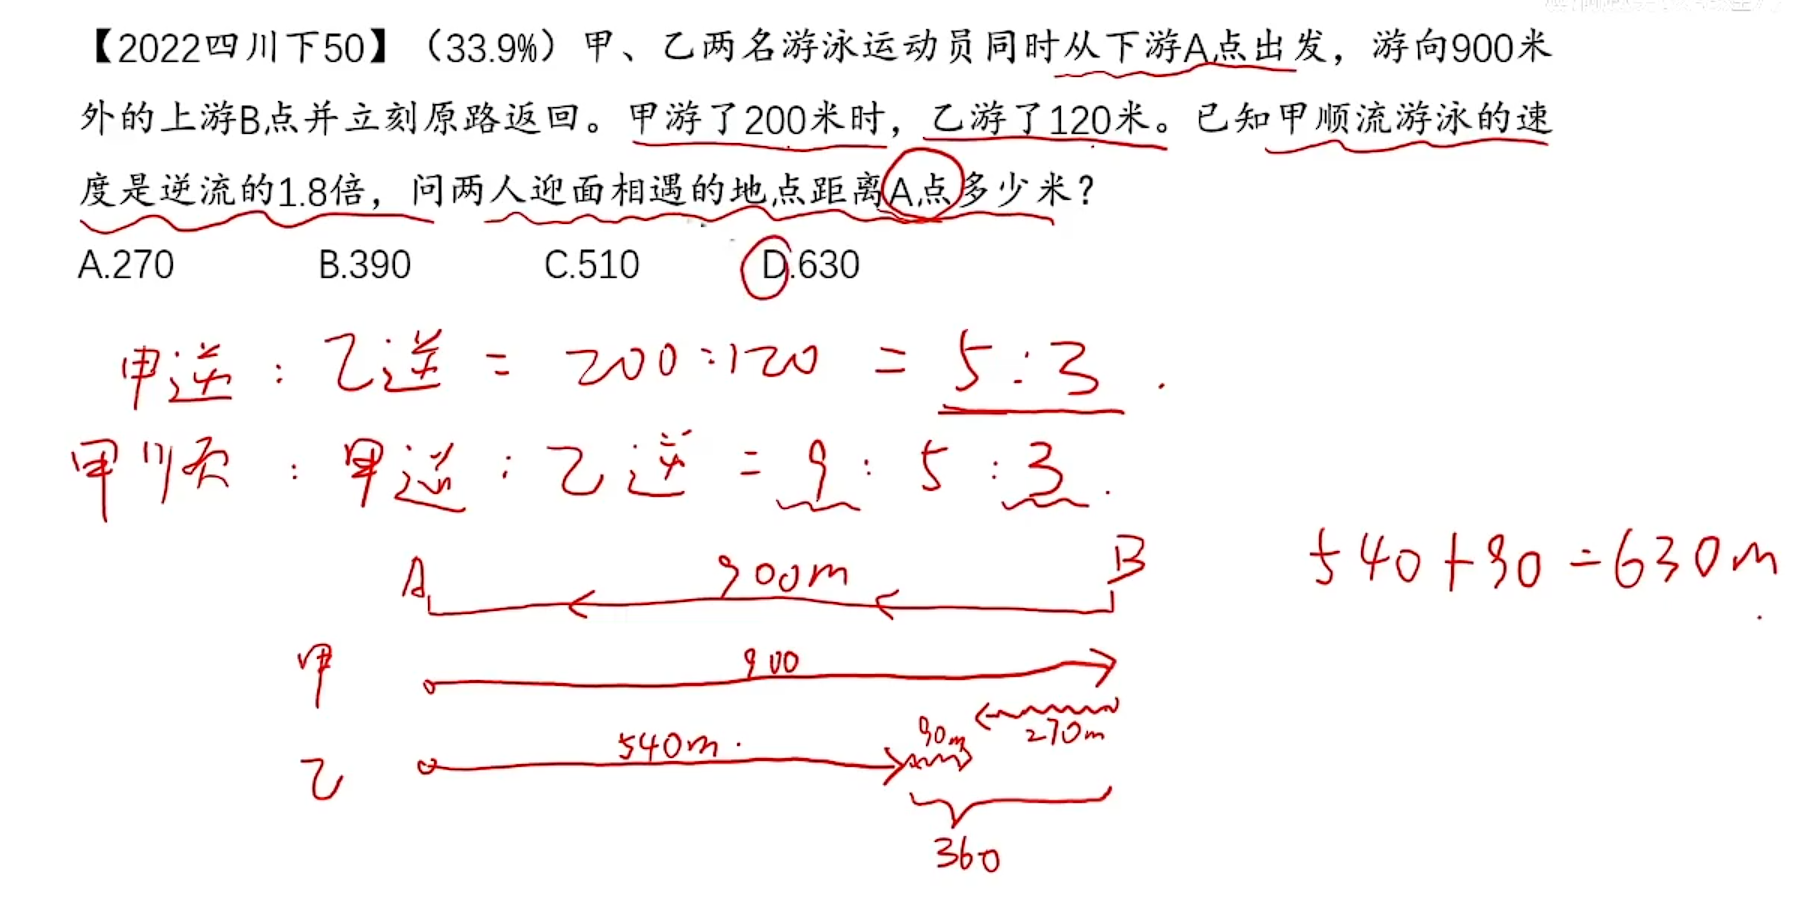 【2022四川下50】（33.9%）甲、乙两名游泳运动员同时从下游A点出发，游向900米
外的上游B点并立刻原路返回。甲游了200米时，乙游了120米。已知甲顺流游泳的速
度是逆流的1.8倍，问两人迎面相遇的地点距离A点多少米？
A.270 B.390 C.510 D.630
甲逆：乙逆 = 200:120 = 5:3.
甲顺：甲逆：乙逆 = 9:5:3.
A 900m B
540+90=630m
甲 900
270m
乙 540m. 90m
360